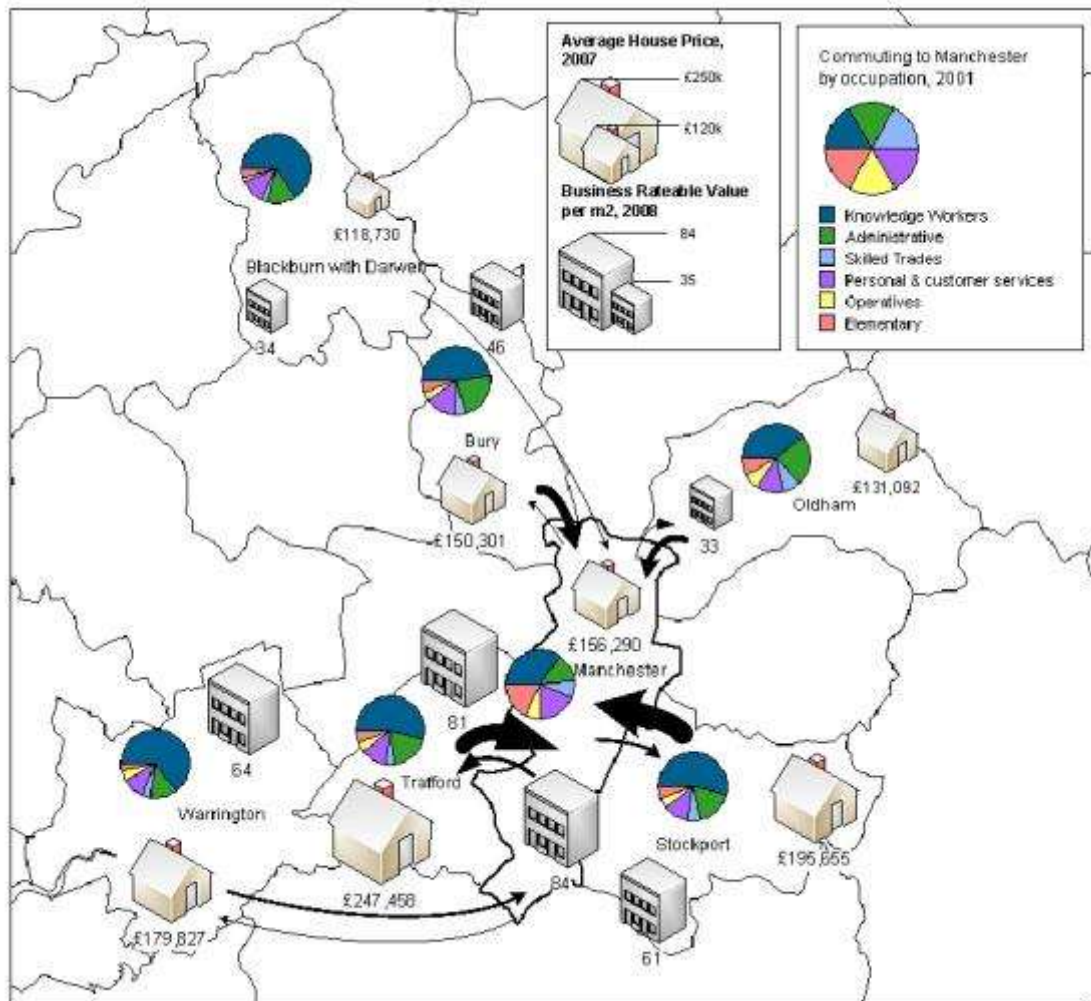 Average House Price,
2007
£250k
£120k
Business Rateable Value
per m2, 2008
84
35
Commuting to Manchester
by occupation, 2001
Knowledge Workers
Administrative
Skilled Trades
Personal & customer services
Operatives
Elementary
£118,730
Blackburn with Darwen
34
46
Bury
£150,301
£131,092
Oldham
33
£156,290
Manchester
81
64
Trafford
Warrington
Stockport
£195,655
£247,458
84
£179,827
61